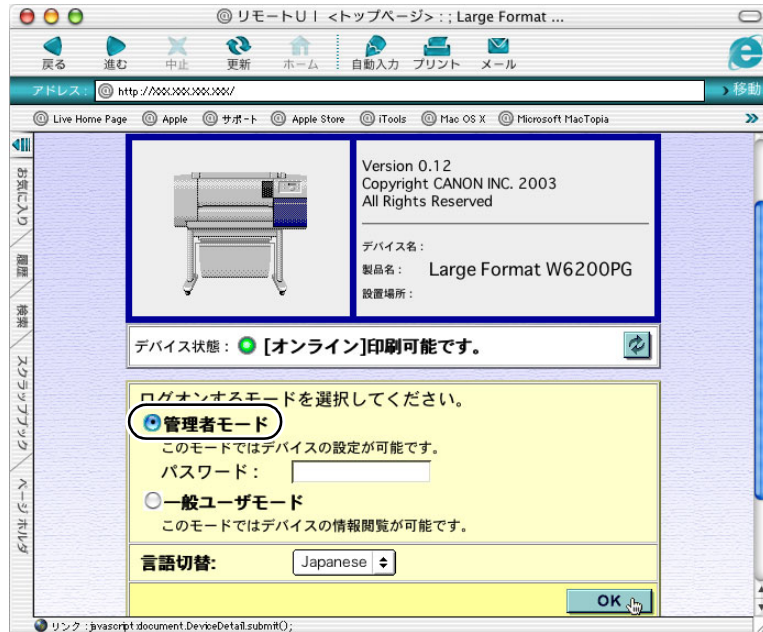 リモートUI <トップページ> : ; Large Format ...
戻る 進む 中止 更新 ホーム 自動入力 プリント メール
アドレス : http://XXX.XXX.XXX.XXX/ 移動
Live Home Page Apple サポート Apple Store iTools Mac OS X Microsoft MacTopia
お気に入り
履歴
検索
スクラップブック
ページ ホルダ
Version 0.12
Copyright CANON INC. 2003
All Rights Reserved
デバイス名 :
製品名 : Large Format W6200PG
設置場所 :
デバイス状態 : [オンライン]印刷可能です。
ログオンするモードを選択してください。
管理者モード
このモードではデバイスの設定が可能です。
パスワード :
一般ユーザモード
このモードではデバイスの情報閲覧が可能です。
言語切替: Japanese
OK
リンク : javascript:document.DeviceDetail.submit();